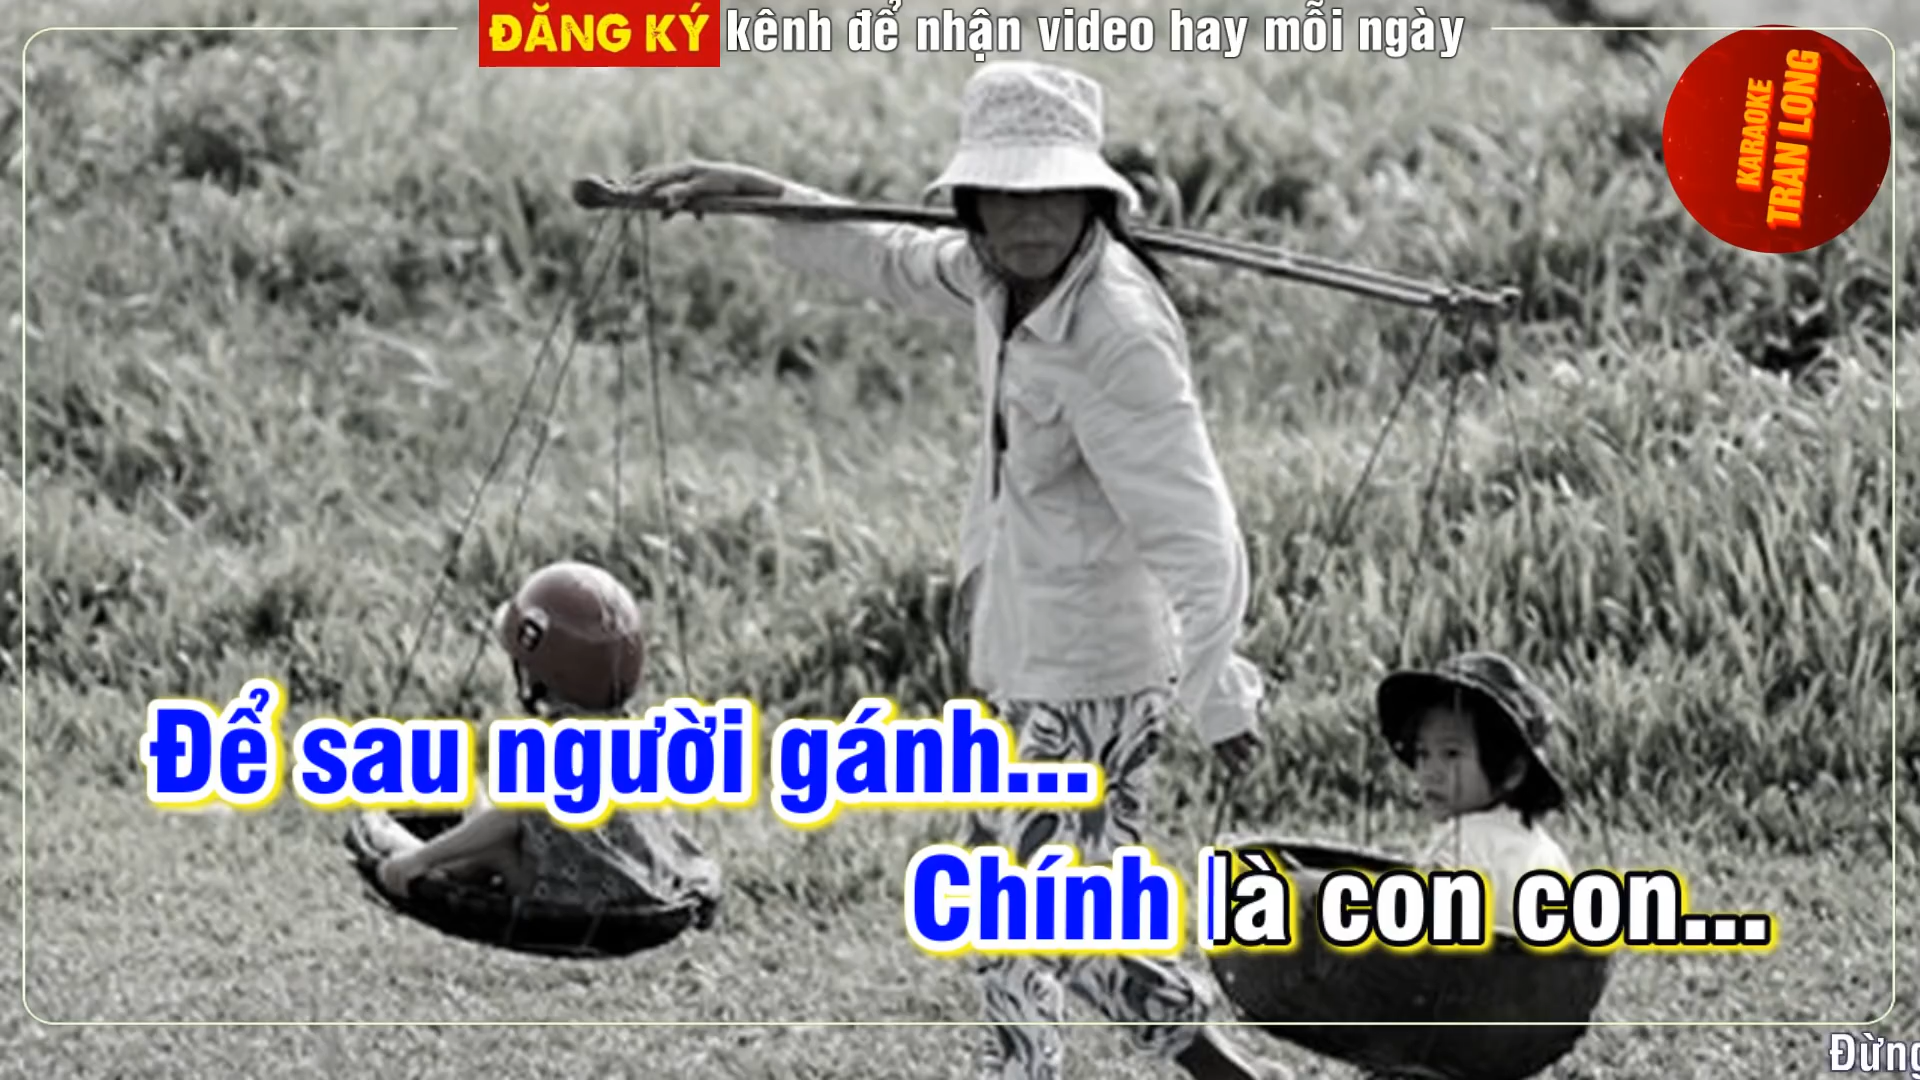 ĐĂNG KÝ kênh để nhận video hay mỗi ngày
KARAOKE
TRAN LONG
Để sau người gánh...
Chính là con con...
Đừng